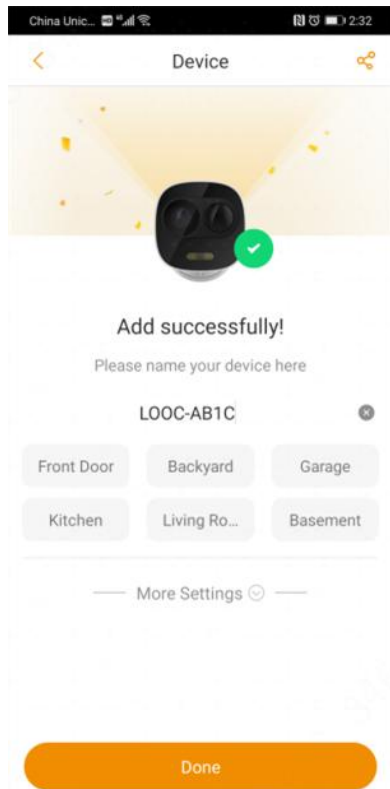 China Unic... 2:32
Device
Add successfully!
Please name your device here
LOOC-AB1C
Front Door Backyard Garage
Kitchen Living Ro... Basement
More Settings
Done